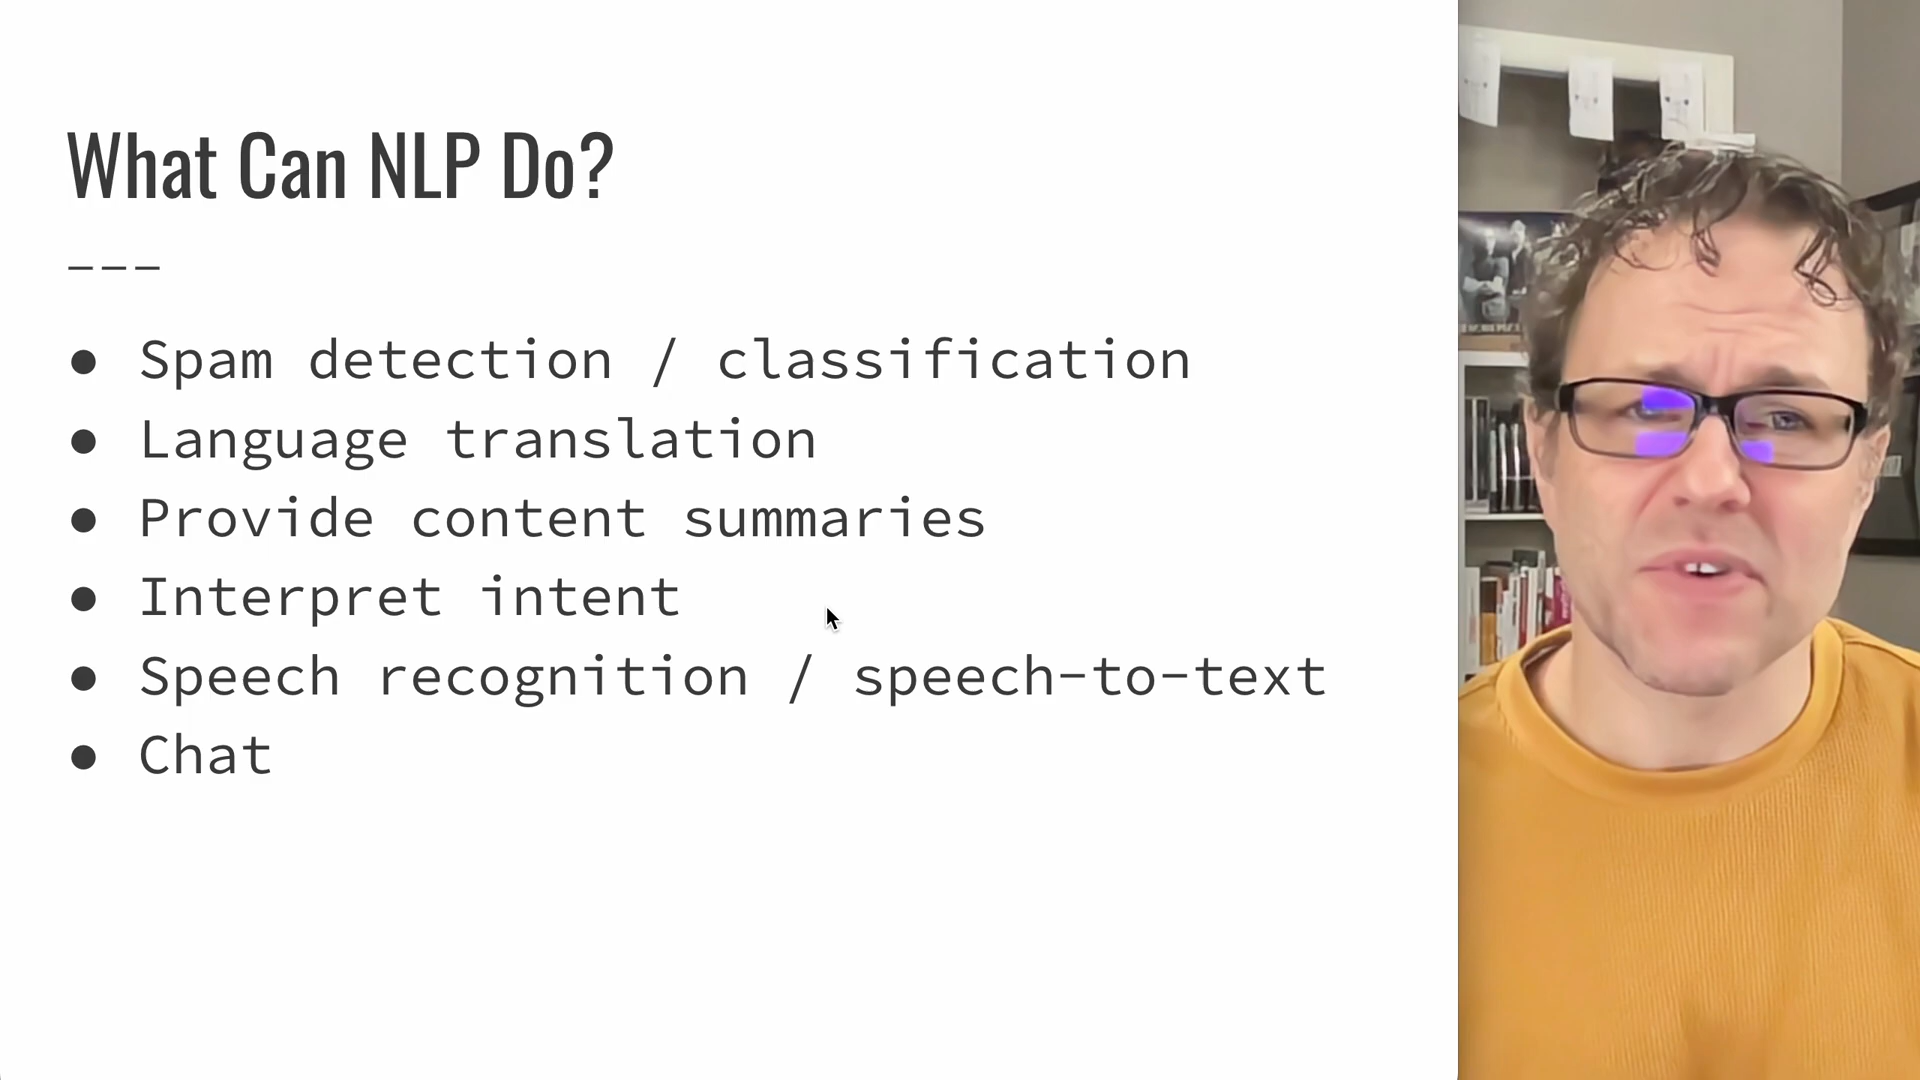 What Can NLP Do?
---
● Spam detection / classification
● Language translation
● Provide content summaries
● Interpret intent
● Speech recognition / speech-to-text
● Chat